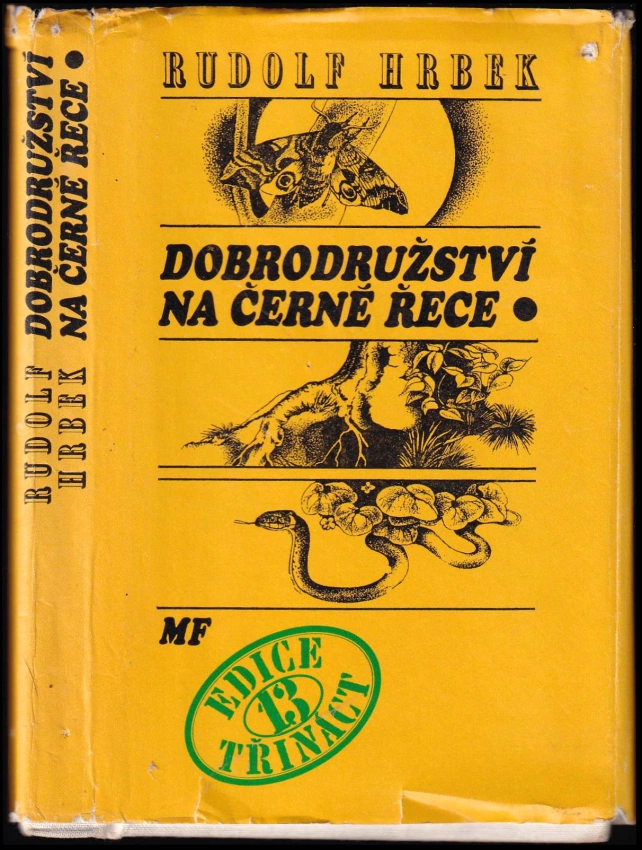 RUDOLF HRBEK
DOBRODRUŽSTVÍ
NA ČERNÉ ŘECE •
MF
EDICE
13
TŘINÁCT
RUDOLF
HRBEK
DOBRODRUŽSTVÍ
NA ČERNÉ ŘECE •